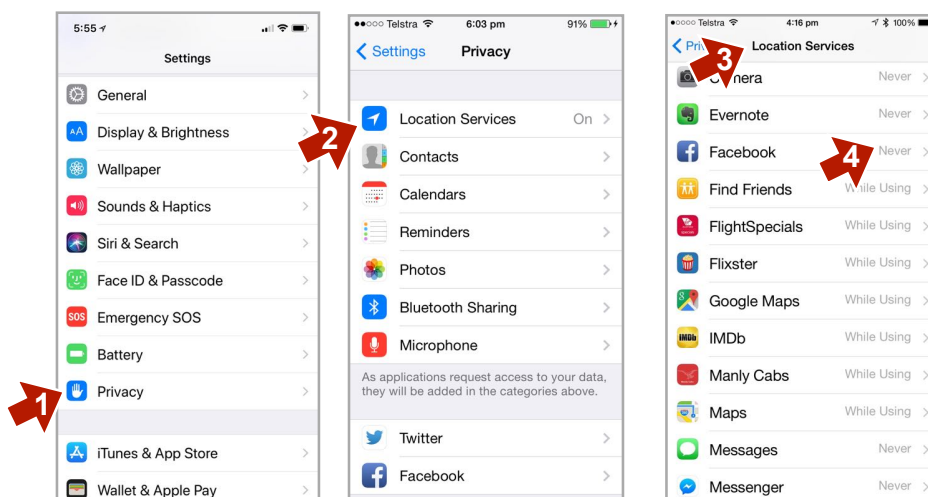 5:55
Settings
General
AA Display & Brightness
Wallpaper
Sounds & Haptics
Siri & Search
Face ID & Passcode
SOS Emergency SOS
Battery
1 Privacy
iTunes & App Store
Wallet & Apple Pay
Telstra 6:03 pm 91%
Settings Privacy
2 Location Services On
Contacts
Calendars
Reminders
Photos
Bluetooth Sharing
Microphone
As applications request access to your data,
they will be added in the categories above.
Twitter
Facebook
Telstra 4:16 pm 100%
3 Location Services
Never
Evernote Never
Facebook 4 Never
Find Friends While Using
FlightSpecials While Using
Flixster While Using
Google Maps While Using
IMDb IMDb While Using
Manly Cabs While Using
Maps While Using
Messages Never
Messenger Never